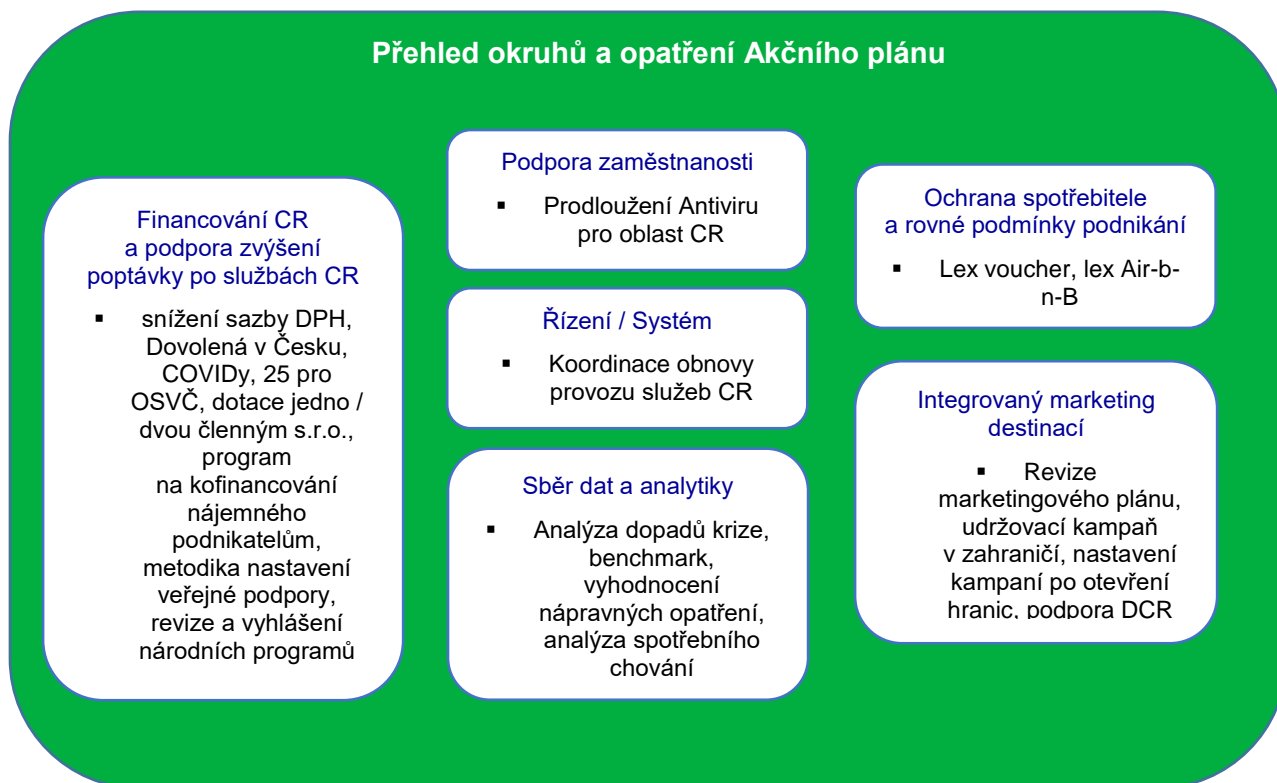 Přehled okruhů a opatření Akčního plánu
Financování CR
a podpora zvýšení
poptávky po službách CR
▪ snížení sazby DPH,
Dovolená v Česku,
COVIDy, 25 pro
OSVČ, dotace jedno /
dvou členným s.r.o.,
program
na kofinancování
nájemného
podnikatelům,
metodika nastavení
veřejné podpory,
revize a vyhlášení
národních programů
Podpora zaměstnanosti
▪ Prodloužení Antiviru
pro oblast CR
Řízení / Systém
▪ Koordinace obnovy
provozu služeb CR
Sběr dat a analytiky
▪ Analýza dopadů krize,
benchmark,
vyhodnocení
nápravných opatření,
analýza spotřebního
chování
Ochrana spotřebitele
a rovné podmínky podnikání
▪ Lex voucher, lex Air-b-
n-B
Integrovaný marketing
destinací
▪ Revize
marketingového plánu,
udržovací kampaň
v zahraničí, nastavení
kampaní po otevření
hranic, podpora DCR